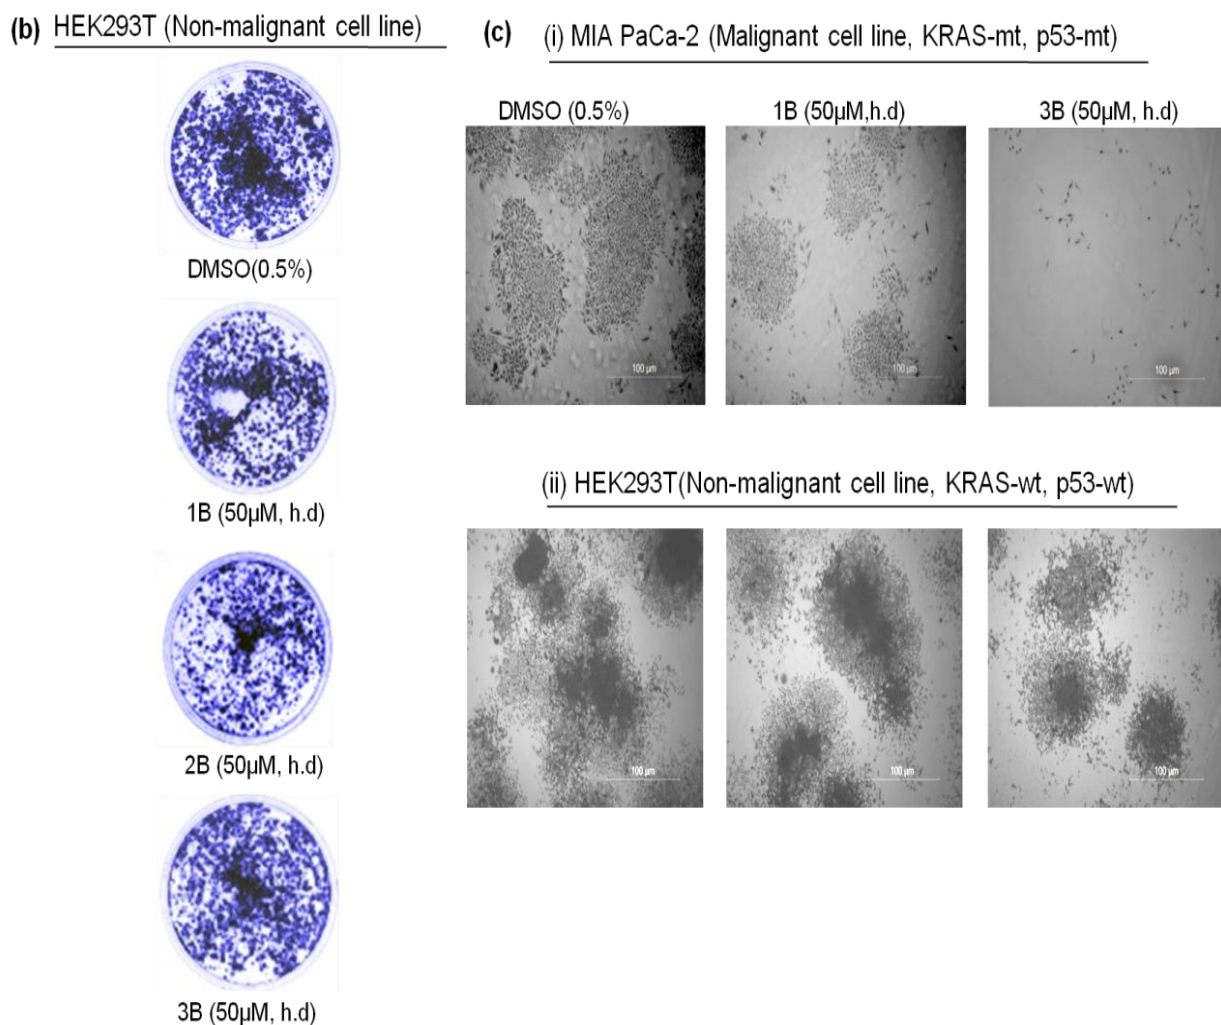 (b) HEK293T (Non-malignant cell line)
DMSO(0.5%)
1B (50µM, h.d)
2B (50µM, h.d)
3B (50µM, h.d)
(c) (i) MIA PaCa-2 (Malignant cell line, KRAS-mt, p53-mt)
DMSO (0.5%) 1B (50µM,h.d) 3B (50µM, h.d)
100 µm 100 µm 100 µm
(ii) HEK293T(Non-malignant cell line, KRAS-wt, p53-wt)
100 µm 100 µm 100 µm